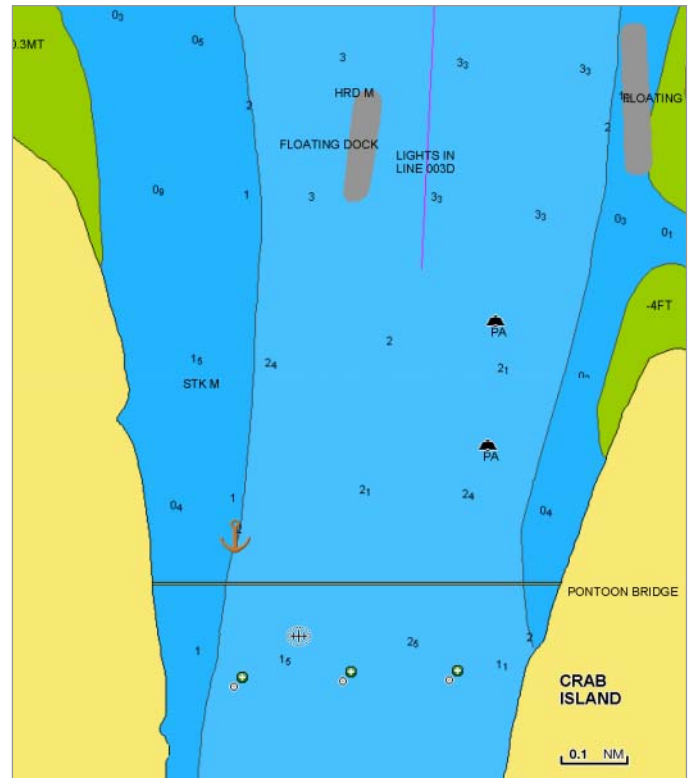 0₃
0₅
0.3MT
3
3₃
3₃
HRD M
2
FLOATING
2
FLOATING DOCK
LIGHTS IN
LINE 003D
0₉
1
3
3₃
3₃
0₃
0₁
-4FT
PA
2
1₅
2₄
2₁
STK M
PA
0₄
1
2₁
2₄
0₄
2
PONTOON BRIDGE
1
1₅
2₅
1₁
2
CRAB
ISLAND
0.1 NM